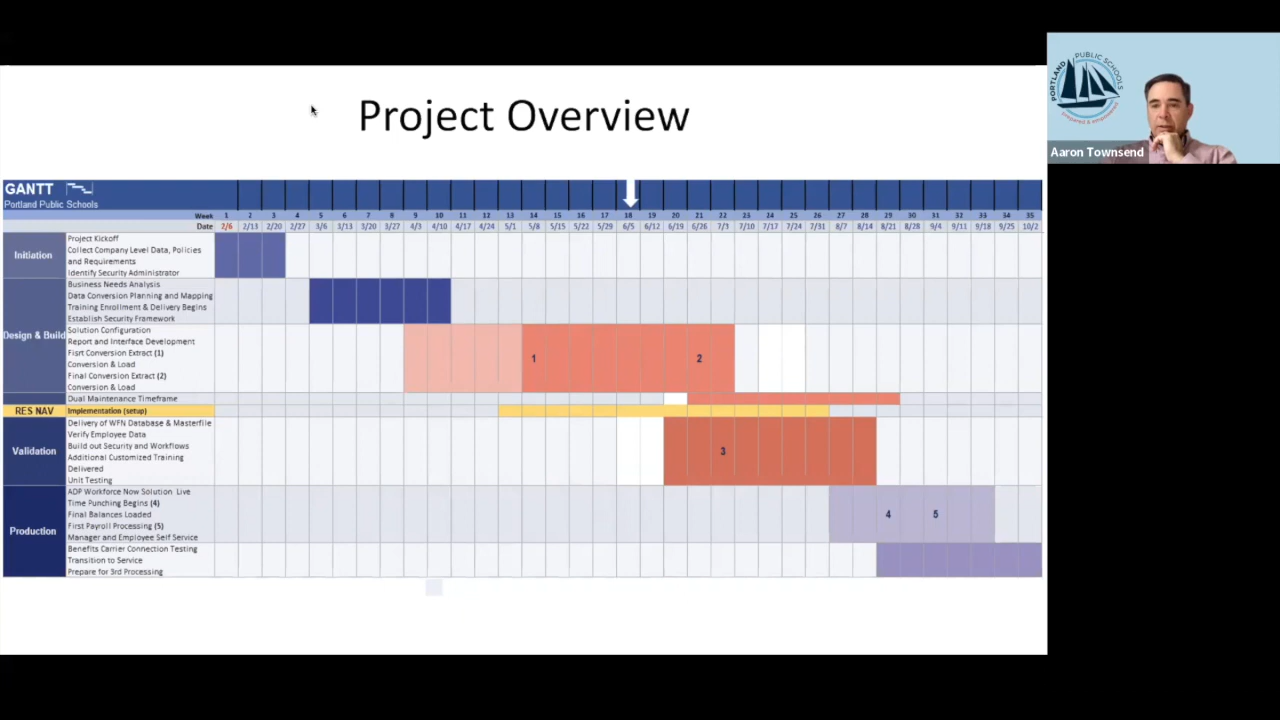 Project Overview
PORTLAND PUBLIC SCHOOLS
prepared & empowered
Aaron Townsend
GANTT
Portland Public Schools
Week 1 2 3 4 5 6 7 8 9 10 11 12 13 14 15 16 17 18 19 20 21 22 23 24 25 26 27 28 29 30 31 32 33 34 35
Date 2/6 2/13 2/20 2/27 3/6 3/13 3/20 3/27 4/3 4/10 4/17 4/24 5/1 5/8 5/15 5/22 5/29 6/5 6/12 6/19 6/26 7/3 7/10 7/17 7/24 7/31 8/7 8/14 8/21 8/28 9/4 9/11 9/18 9/25 10/2
Initiation
Project Kickoff
Collect Company Level Data, Policies
and Requirements
Identify Security Administrator
Design & Build
Business Needs Analysis
Data Conversion Planning and Mapping
Training Enrollment & Delivery Begins
Establish Security Framework
Solution Configuration
Report and Interface Development
Fisrt Conversion Extract (1)
Conversion & Load
Final Conversion Extract (2)
Conversion & Load
1 2
Dual Maintenance Timeframe
RES NAV Implementation (setup)
Validation
Delivery of WFN Database & Masterfile
Verify Employee Data
Build out Security and Workflows
Additional Customized Training
Delivered
Unit Testing
3
Production
ADP Workforce Now Solution Live
Time Punching Begins (4)
Final Balances Loaded
First Payroll Processing (5)
Manager and Employee Self Service
4 5
Benefits Carrier Connection Testing
Transition to Service
Prepare for 3rd Processing